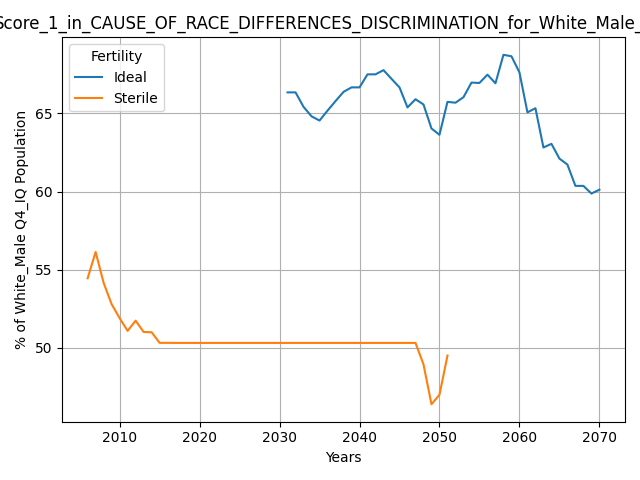 Score_1_in_CAUSE_OF_RACE_DIFFERENCES_DISCRIMINATION_for_White_Male_
Fertility
Ideal
Sterile
% of White_Male Q4_IQ Population
65
60
55
50
2010 2020 2030 2040 2050 2060 2070
Years